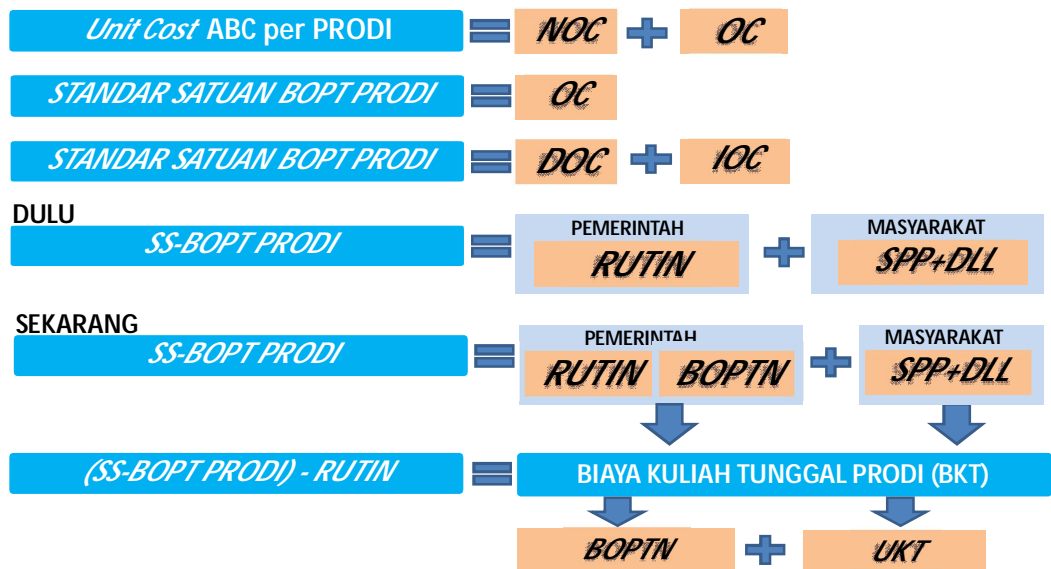 Unit Cost ABC per PRODI = NOC + OC
STANDAR SATUAN BOPT PRODI = OC
STANDAR SATUAN BOPT PRODI = DOC + IOC
DULU
PEMERINTAH MASYARAKAT
SS-BOPT PRODI = RUTIN + SPP+DLL
SEKARANG
PEMERINTAH MASYARAKAT
SS-BOPT PRODI = RUTIN BOPTN + SPP+DLL
(SS-BOPT PRODI) - RUTIN = BIAYA KULIAH TUNGGAL PRODI (BKT)
BOPTN + UKT